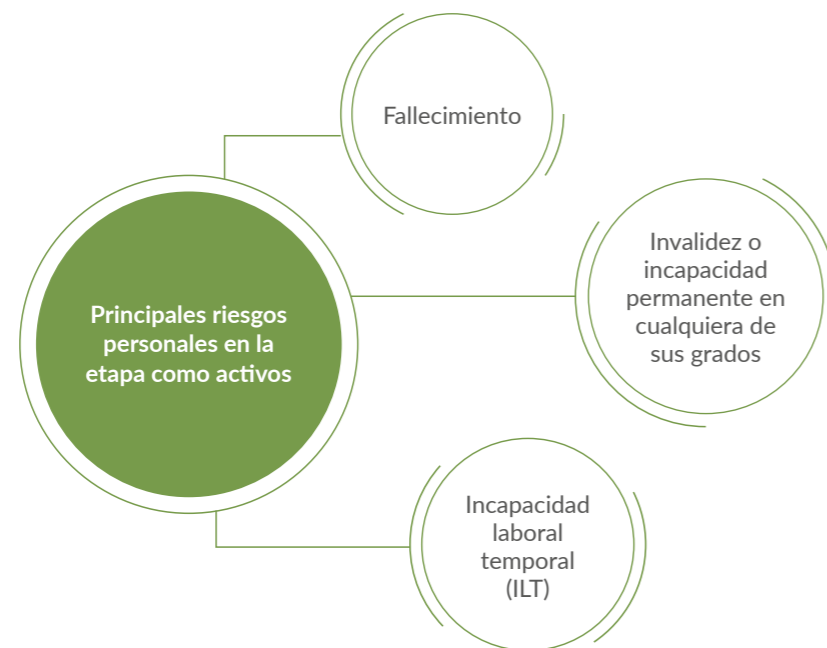 Fallecimiento
Invalidez o
incapacidad
permanente en
cualquiera de
sus grados
Principales riesgos
personales en la
etapa como activos
Incapacidad
laboral
temporal
(ILT)